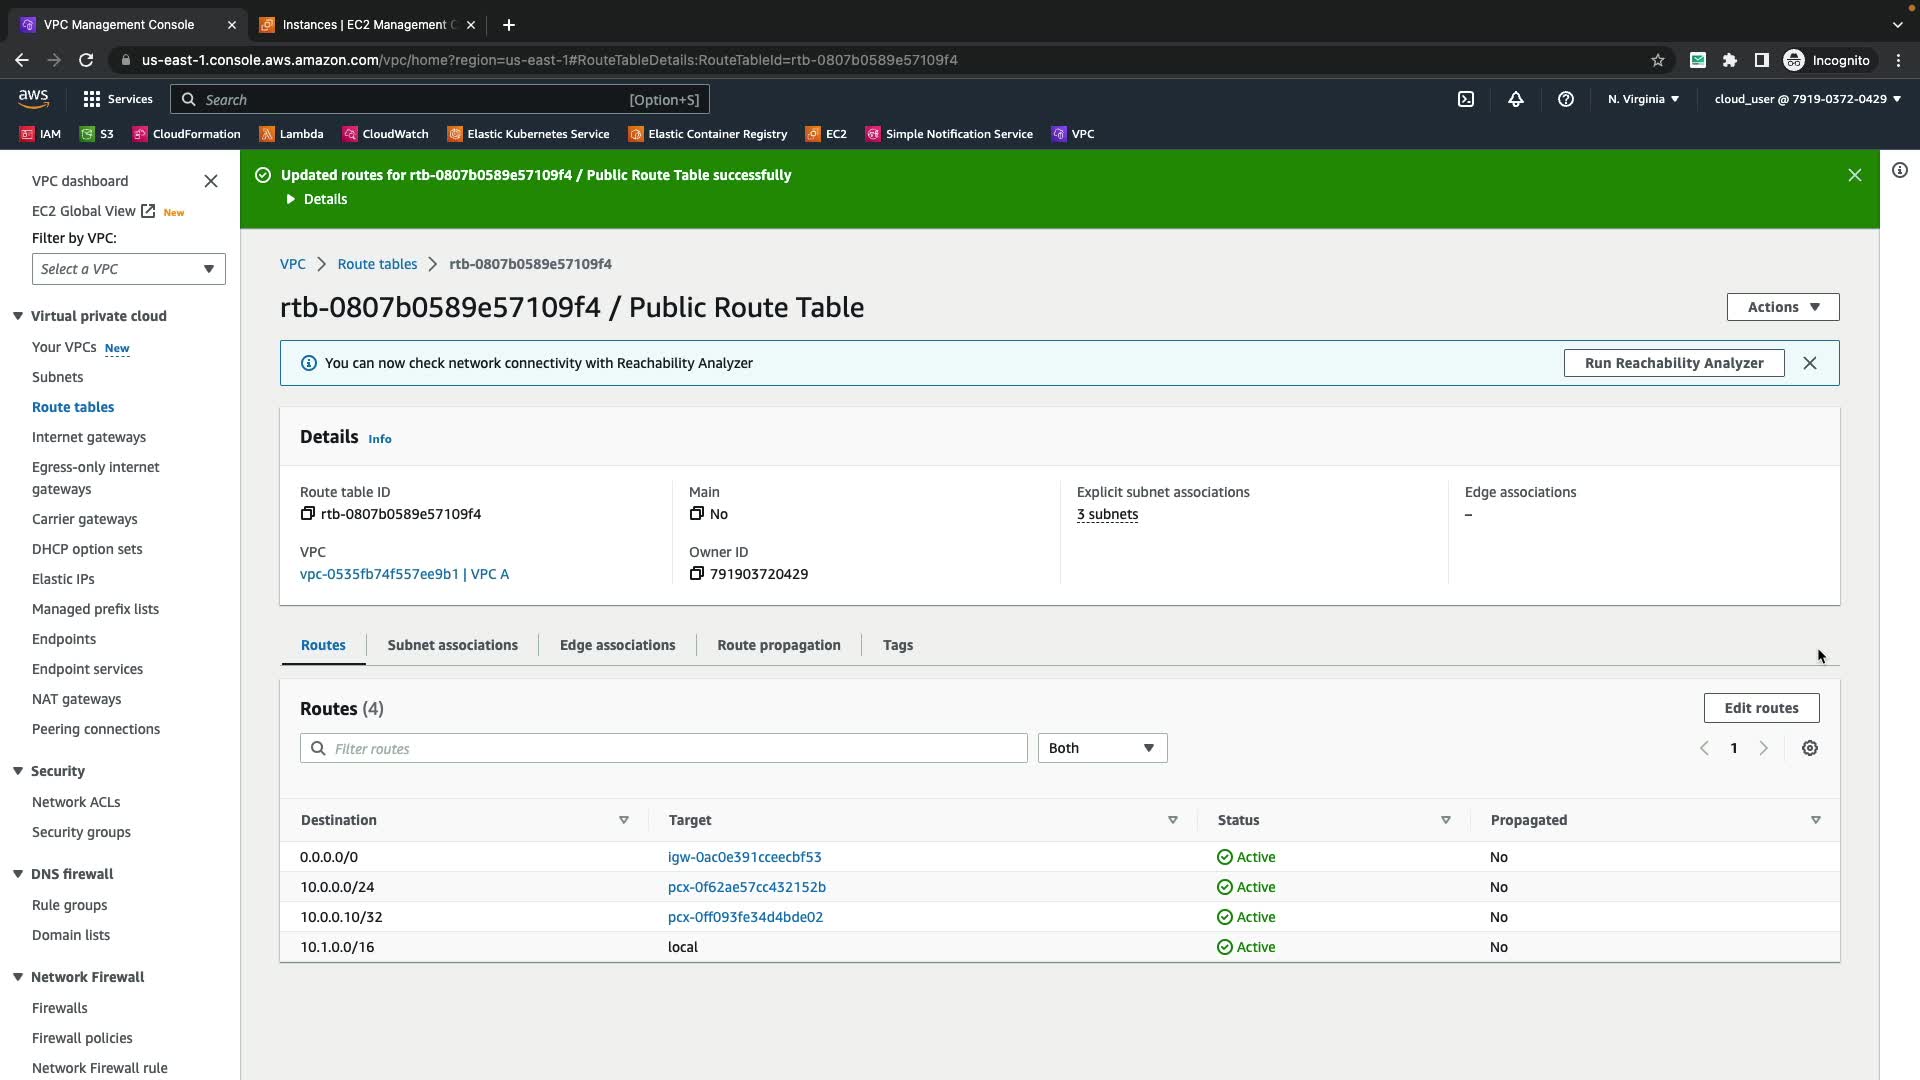 VPC Management Console
Instances | EC2 Management C
us-east-1.console.aws.amazon.com/vpc/home?region=us-east-1#RouteTableDetails:RouteTableId=rtb-0807b0589e57109f4
Incognito
aws
Services
Search
[Option+S]
N. Virginia
cloud_user @ 7919-0372-0429
IAM
S3
CloudFormation
Lambda
CloudWatch
Elastic Kubernetes Service
Elastic Container Registry
EC2
Simple Notification Service
VPC
VPC dashboard
EC2 Global View New
Filter by VPC:
Select a VPC
Virtual private cloud
Your VPCs New
Subnets
Route tables
Internet gateways
Egress-only internet
gateways
Carrier gateways
DHCP option sets
Elastic IPs
Managed prefix lists
Endpoints
Endpoint services
NAT gateways
Peering connections
Security
Network ACLs
Security groups
DNS firewall
Rule groups
Domain lists
Network Firewall
Firewalls
Firewall policies
Network Firewall rule
Updated routes for rtb-0807b0589e57109f4 / Public Route Table successfully
Details
VPC
Route tables
rtb-0807b0589e57109f4
rtb-0807b0589e57109f4 / Public Route Table
Actions
You can now check network connectivity with Reachability Analyzer
Run Reachability Analyzer
Details Info
Route table ID
rtb-0807b0589e57109f4
Main
No
Explicit subnet associations
3 subnets
Edge associations
–
VPC
vpc-0535fb74f557ee9b1 | VPC A
Owner ID
791903720429
Routes
Subnet associations
Edge associations
Route propagation
Tags
Routes (4)
Edit routes
Filter routes
Both
1
Destination Target Status Propagated
0.0.0.0/0 igw-0ac0e391cceecbf53 Active No
10.0.0.0/24 pcx-0f62ae57cc432152b Active No
10.0.0.10/32 pcx-0ff093fe34d4bde02 Active No
10.1.0.0/16 local Active No